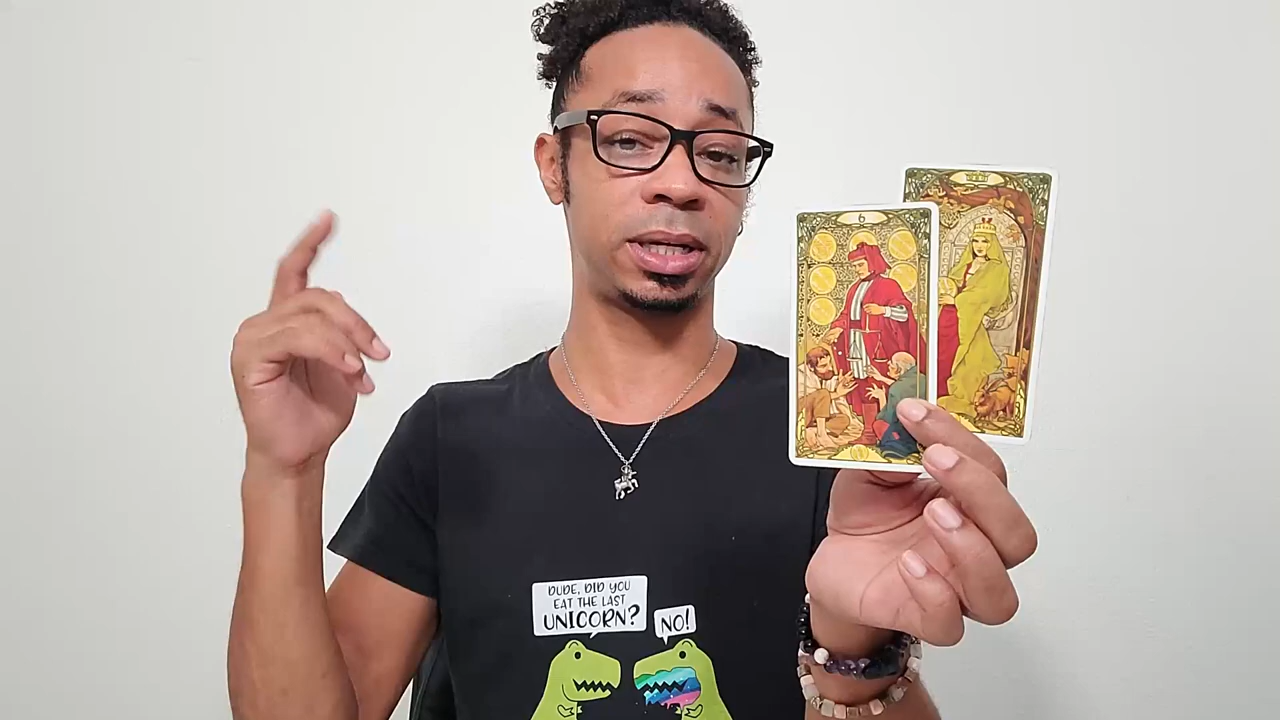 6
DUDE, DID YOU
EAT THE LAST
UNICORN?
NO!